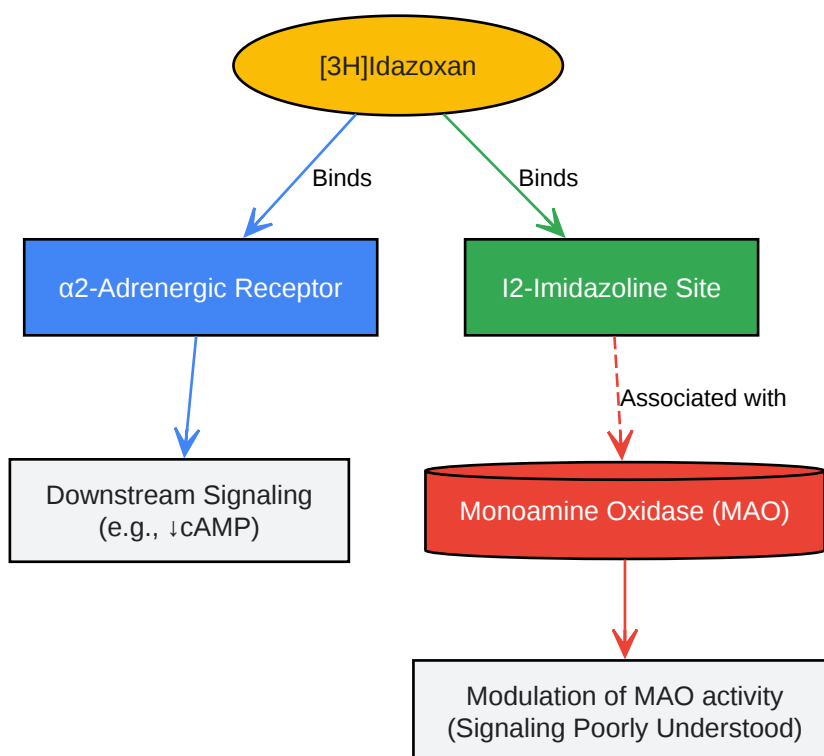 [3H]Idazoxan
Binds
Binds
α2-Adrenergic Receptor
I2-Imidazoline Site
Associated with
Downstream Signaling
(e.g., ↓cAMP)
Monoamine Oxidase (MAO)
Modulation of MAO activity
(Signaling Poorly Understood)